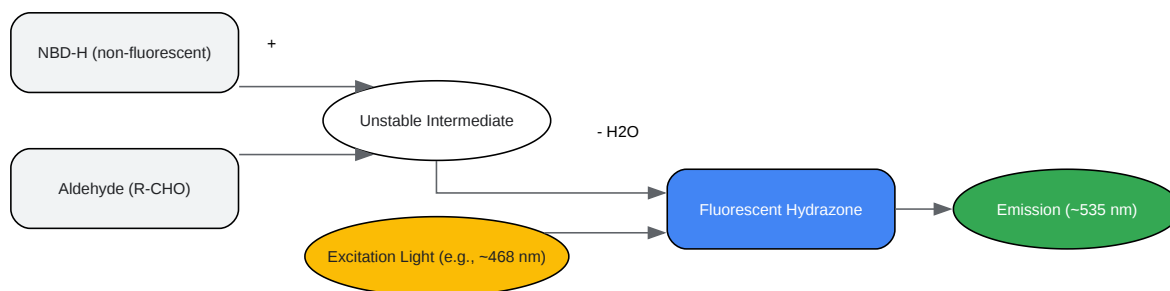 NBD-H (non-fluorescent)
+
Unstable Intermediate
- H2O
Aldehyde (R-CHO)
Fluorescent Hydrazone
Emission (~535 nm)
Excitation Light (e.g., ~468 nm)